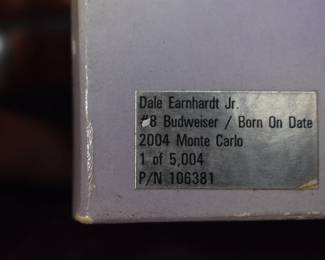 Dale Earnhardt Jr.
#8 Budweiser / Born On Date
2004 Monte Carlo
1 of 5,004
P/N 106381